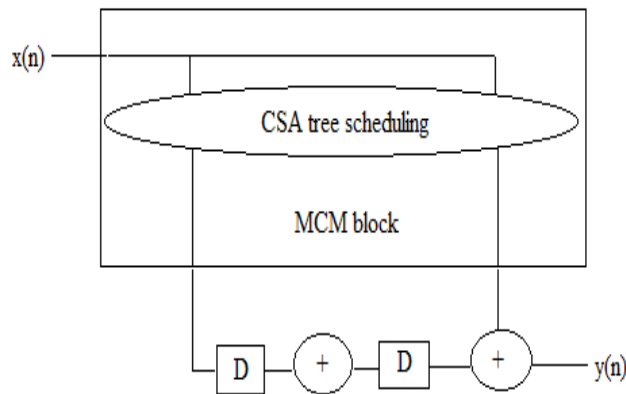 x(n)
CSA tree scheduling
MCM block
D
+
D
+
y(n)